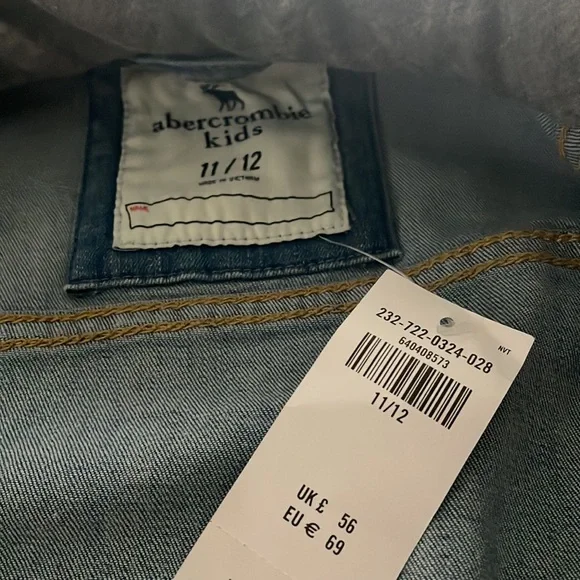 abercrombie
kids
11/12
MADE IN VIETNAM
232-722-0324-028
640408573
NVT
11/12
UK £ 56
EU € 69